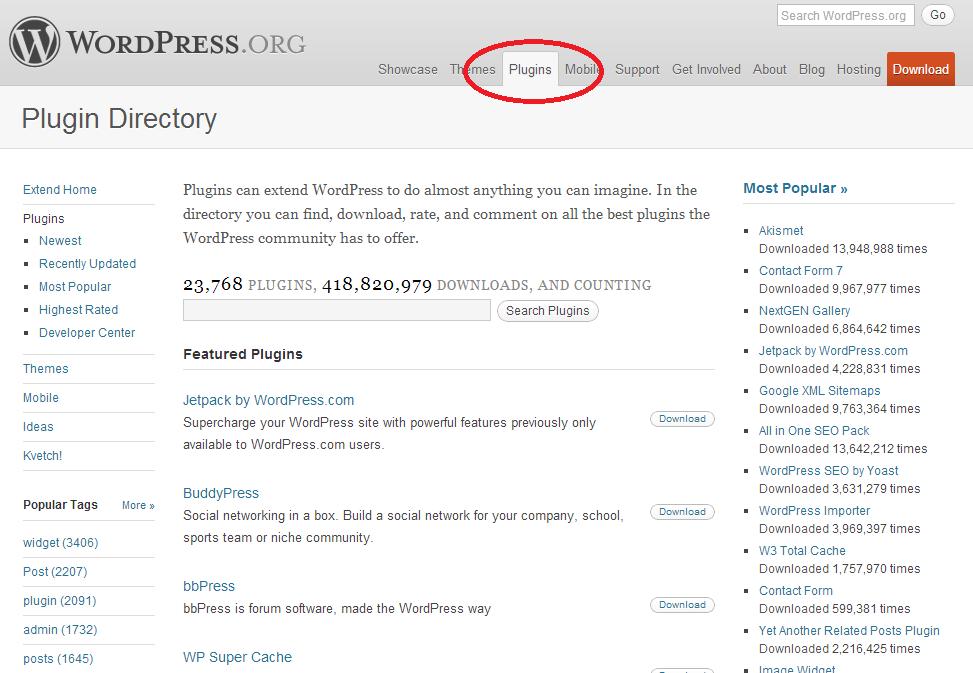 WORDPRESS.ORG
Search WordPress.org Go
Showcase Themes Plugins Mobile Support Get Involved About Blog Hosting Download
Plugin Directory
Extend Home
Plugins
Newest
Recently Updated
Most Popular
Highest Rated
Developer Center
Themes
Mobile
Ideas
Kvetch!
Popular Tags More »
widget (3406)
Post (2207)
plugin (2091)
admin (1732)
posts (1645)
Plugins can extend WordPress to do almost anything you can imagine. In the
directory you can find, download, rate, and comment on all the best plugins the
WordPress community has to offer.
23,768 PLUGINS, 418,820,979 DOWNLOADS, AND COUNTING
Search Plugins
Featured Plugins
Jetpack by WordPress.com
Supercharge your WordPress site with powerful features previously only
available to WordPress.com users.
Download
BuddyPress
Social networking in a box. Build a social network for your company, school,
sports team or niche community.
Download
bbPress
bbPress is forum software, made the WordPress way
Download
WP Super Cache
Most Popular »
Akismet
Downloaded 13,948,988 times
Contact Form 7
Downloaded 9,967,977 times
NextGEN Gallery
Downloaded 6,864,642 times
Jetpack by WordPress.com
Downloaded 4,228,831 times
Google XML Sitemaps
Downloaded 9,763,364 times
All in One SEO Pack
Downloaded 13,642,212 times
WordPress SEO by Yoast
Downloaded 3,631,279 times
WordPress Importer
Downloaded 3,969,397 times
W3 Total Cache
Downloaded 1,757,970 times
Contact Form
Downloaded 599,381 times
Yet Another Related Posts Plugin
Downloaded 2,216,425 times
Image Widget